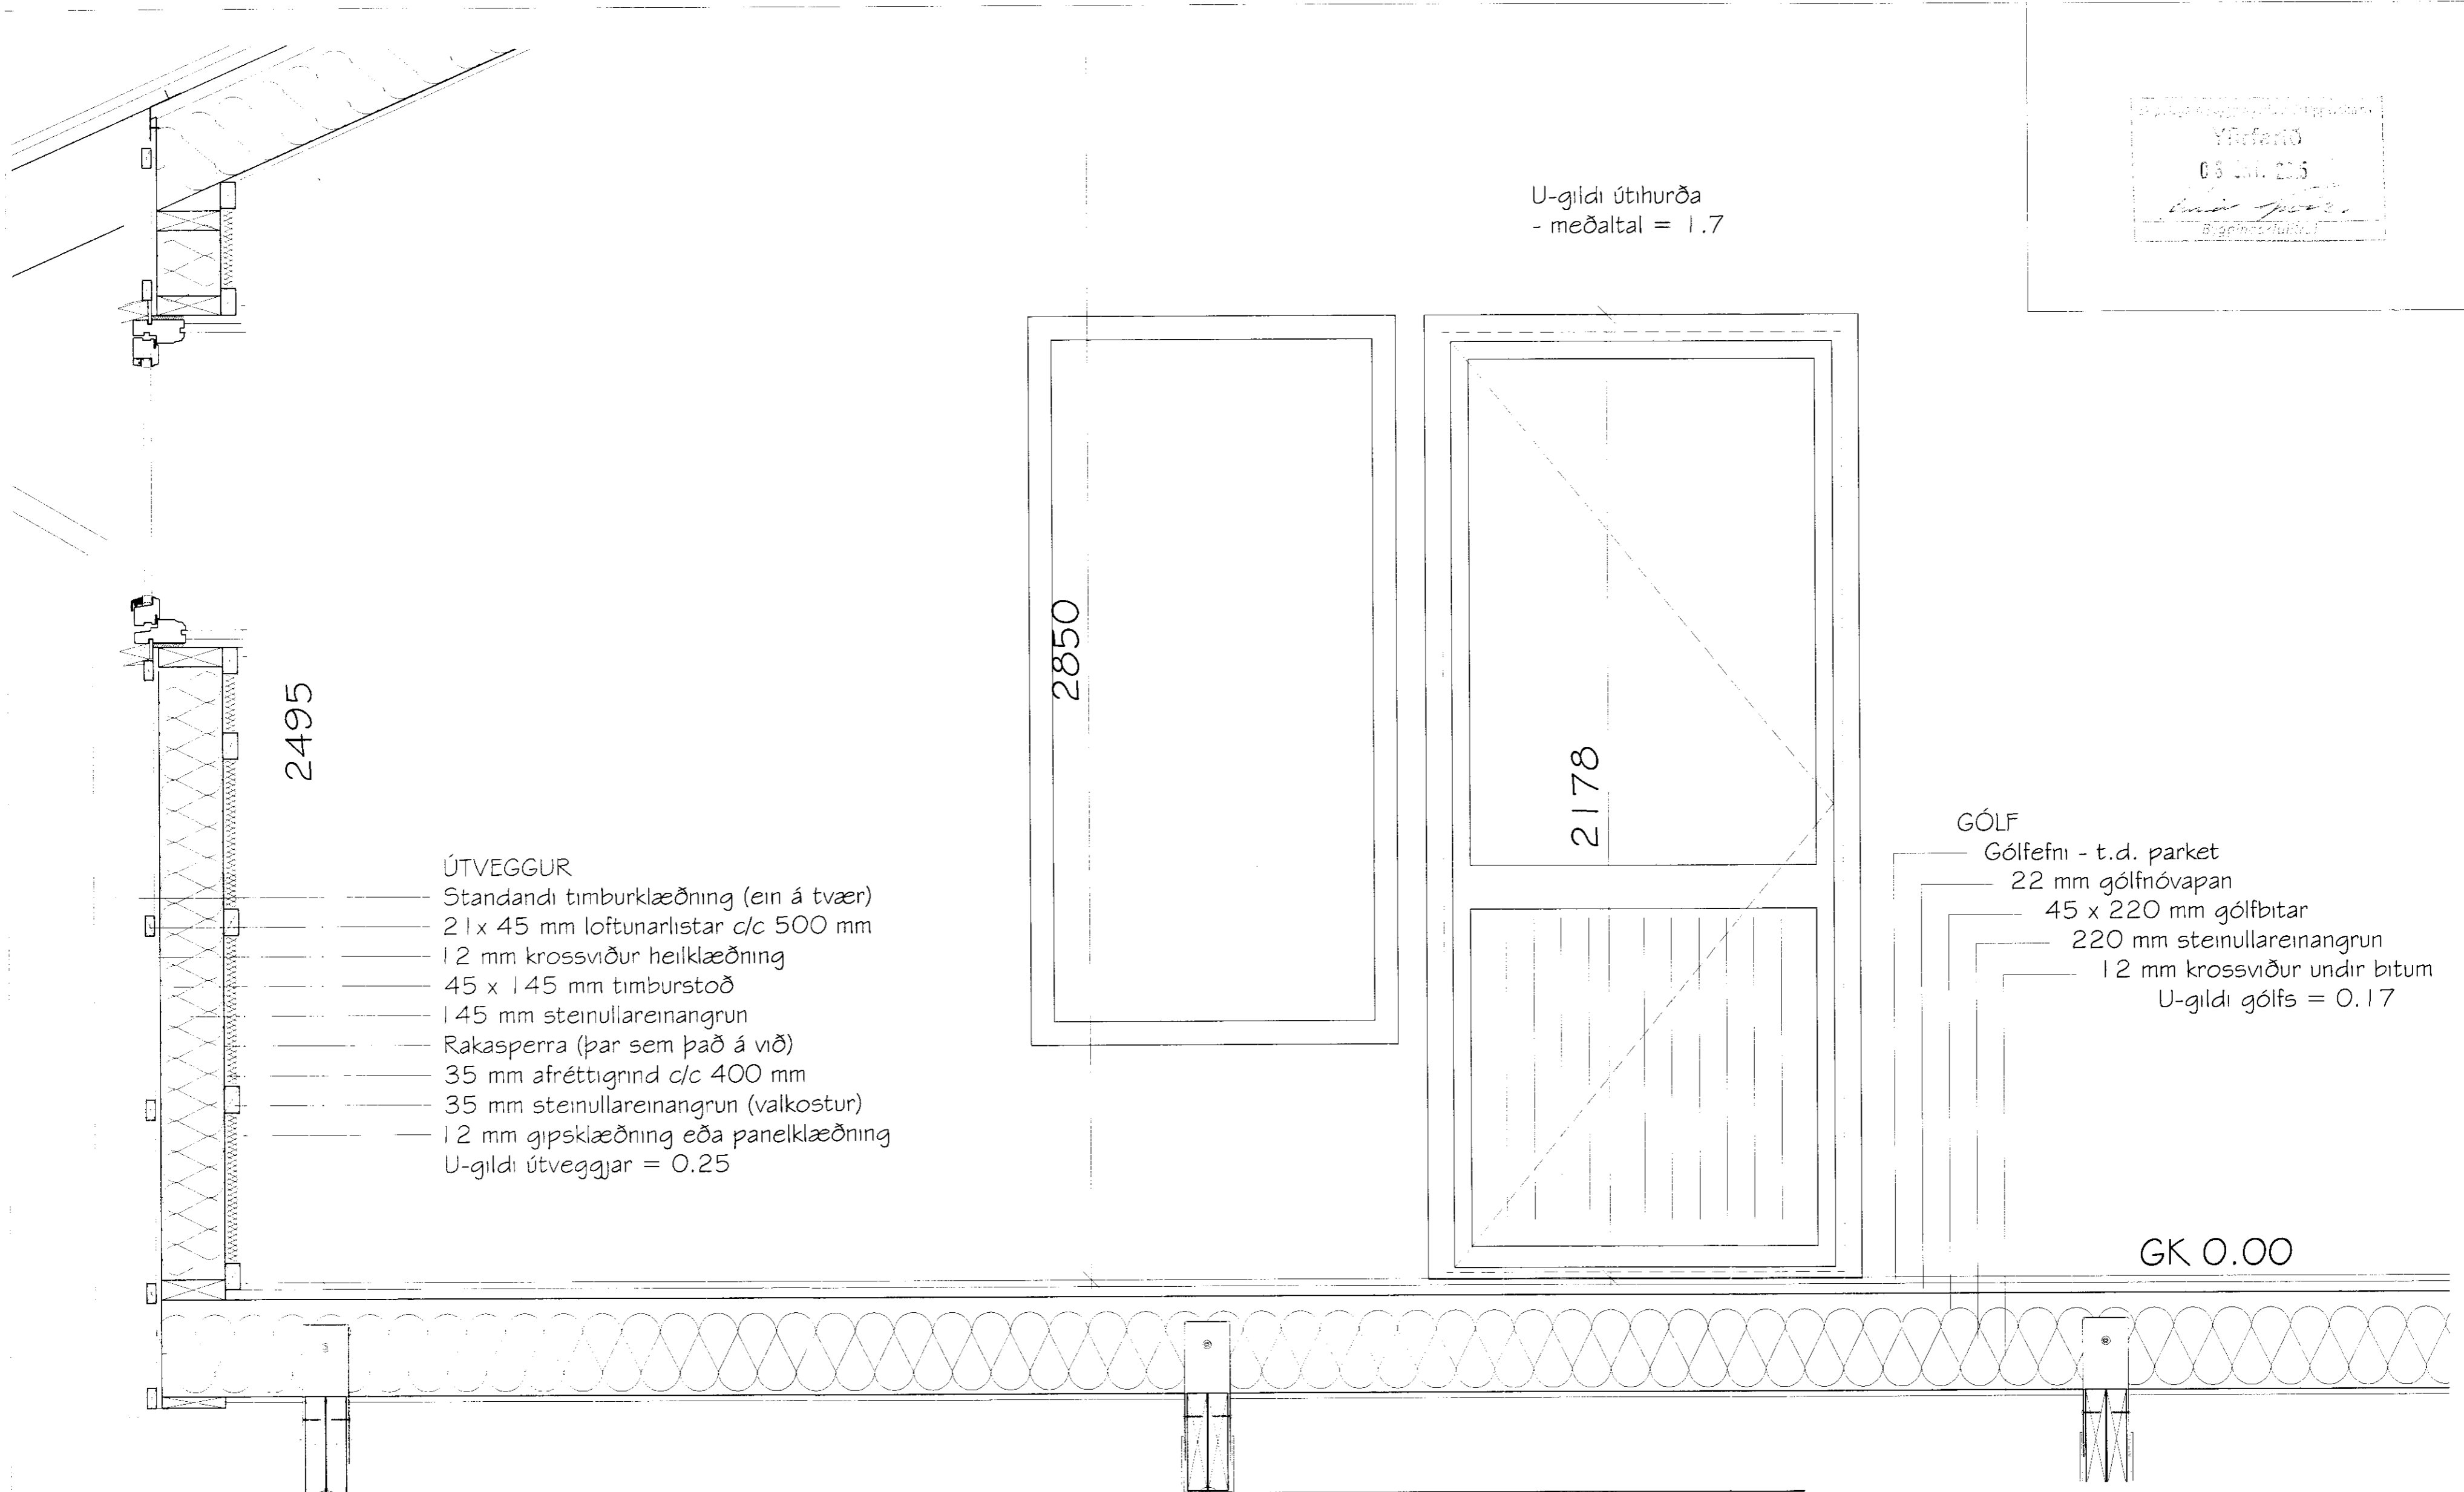 Yfirfarið
U-gildi útihurða
- meðaltal = 1.7
2850
2495
2178
ÚTVEGGUR
Standandi timburklæðning (ein á tvær)
21x 45 mm loftunarlistar c/c 500 mm
12 mm krossviður heilklæðning
45 x 145 mm timburstoð
145 mm steinullareinangrun
Rakasperra (þar sem það á við)
35 mm afréttigrind c/c 400 mm
35 mm steinullareinangrun (valkostur)
12 mm gipsklæðning eða panelklæðning
U-gildi útveggjar = 0.25
GÓLF
Gólfefni - t.d. parket
22 mm gólfnóvapan
45 x 220 mm gólfbitar
220 mm steinullareinangrun
12 mm krossviður undir bitum
U-gildi gólfs = 0.17
GK 0.00